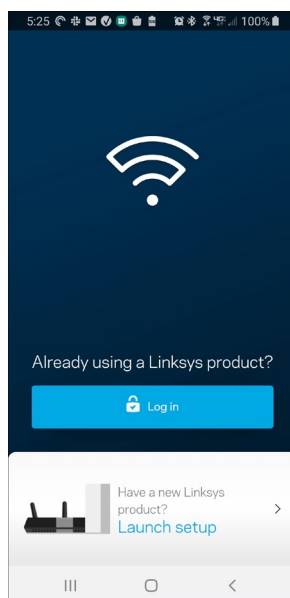 5:25 100%
Already using a Linksys product?
Log in
Have a new Linksys
product?
Launch setup